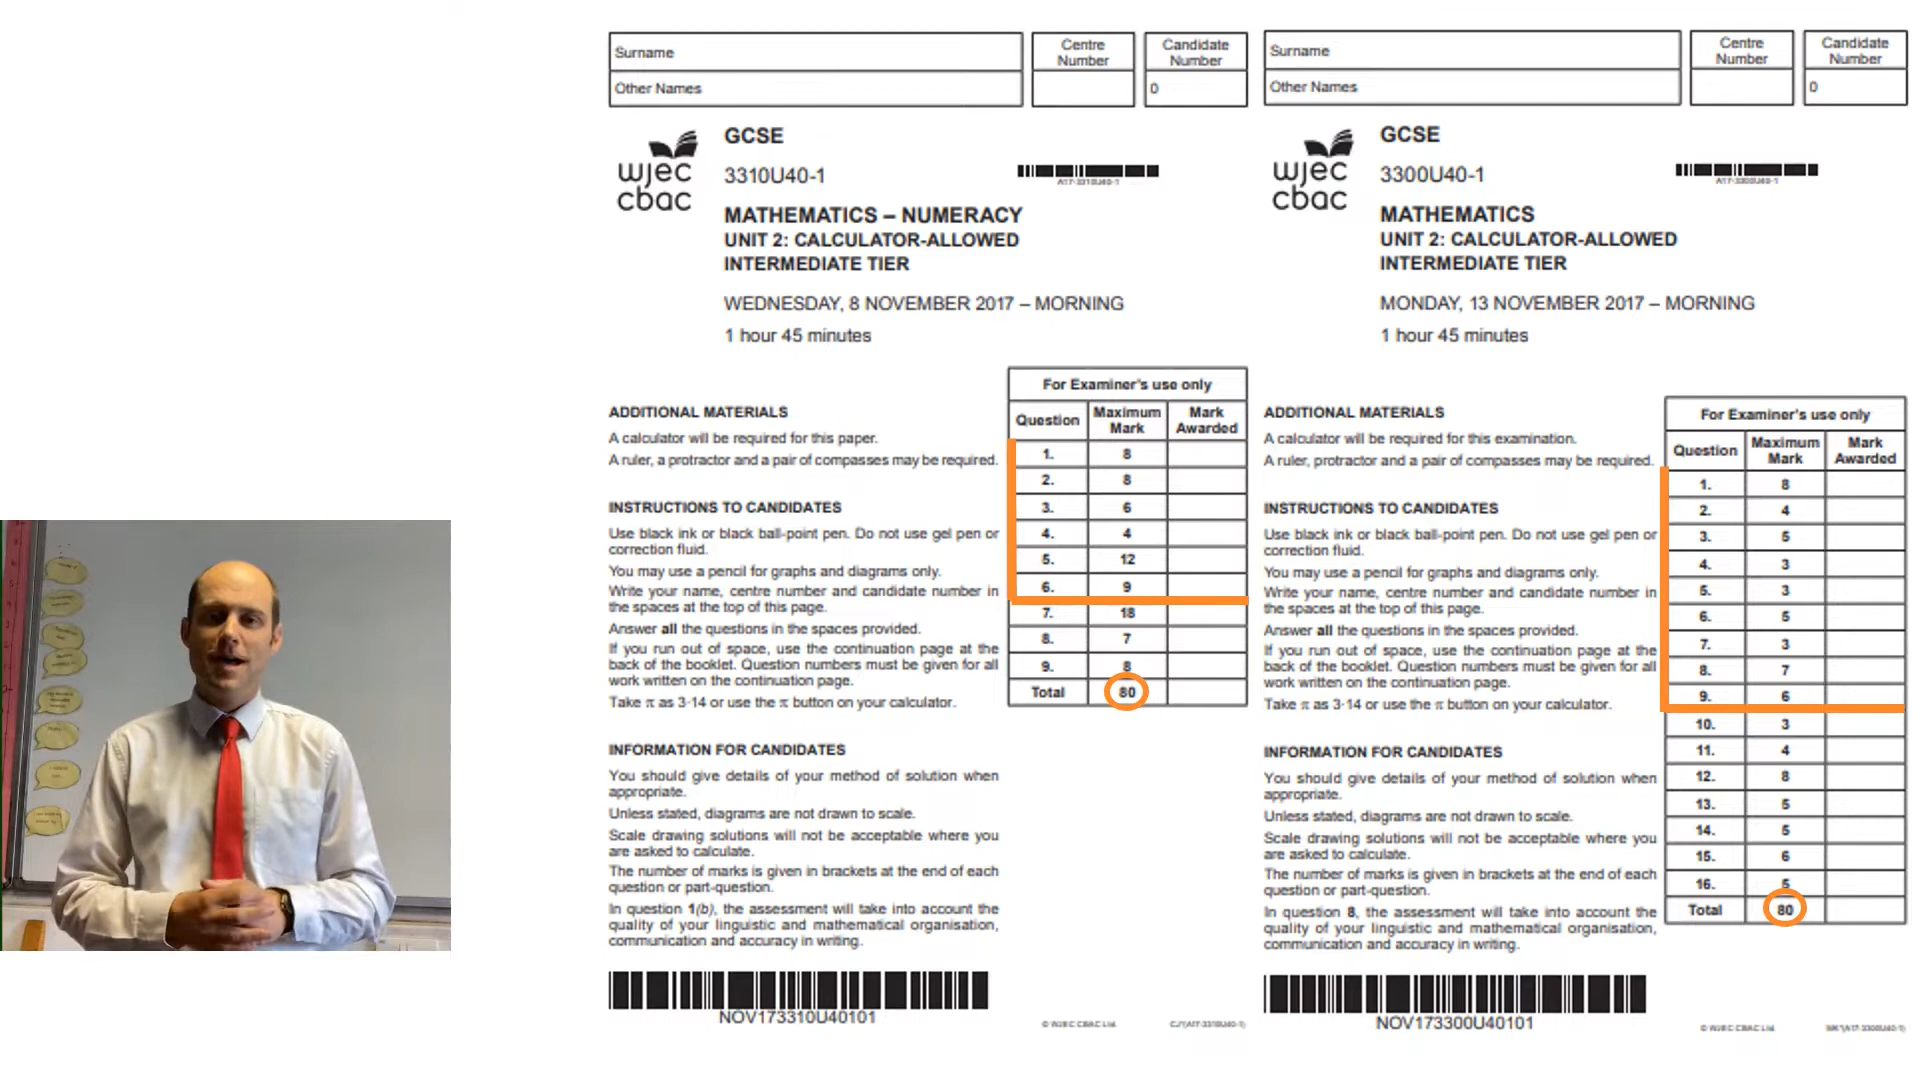 Surname
Other Names
Centre
Number
Candidate
Number
0
wjec
cbac
GCSE
3310U40-1
A17-3310U40-1
MATHEMATICS – NUMERACY
UNIT 2: CALCULATOR-ALLOWED
INTERMEDIATE TIER
WEDNESDAY, 8 NOVEMBER 2017 – MORNING
1 hour 45 minutes
ADDITIONAL MATERIALS
A calculator will be required for this paper.
A ruler, a protractor and a pair of compasses may be required.
INSTRUCTIONS TO CANDIDATES
Use black ink or black ball-point pen. Do not use gel pen or
correction fluid.
You may use a pencil for graphs and diagrams only.
Write your name, centre number and candidate number in
the spaces at the top of this page.
Answer all the questions in the spaces provided.
If you run out of space, use the continuation page at the
back of the booklet. Question numbers must be given for all
work written on the continuation page.
Take π as 3·14 or use the π button on your calculator.
INFORMATION FOR CANDIDATES
You should give details of your method of solution when
appropriate.
Unless stated, diagrams are not drawn to scale.
Scale drawing solutions will not be acceptable where you
are asked to calculate.
The number of marks is given in brackets at the end of each
question or part-question.
In question 1(b), the assessment will take into account the
quality of your linguistic and mathematical organisation,
communication and accuracy in writing.
For Examiner's use only
Question Maximum Mark Mark Awarded
1. 8
2. 8
3. 6
4. 4
5. 12
6. 9
7. 18
8. 7
9. 8
Total 80
NOV173310U40101
© WJEC CBAC Ltd.
CJ*(A17-3310U40-1)
Surname
Other Names
Centre
Number
Candidate
Number
0
wjec
cbac
GCSE
3300U40-1
A17-3300U40-1
MATHEMATICS
UNIT 2: CALCULATOR-ALLOWED
INTERMEDIATE TIER
MONDAY, 13 NOVEMBER 2017 – MORNING
1 hour 45 minutes
ADDITIONAL MATERIALS
A calculator will be required for this examination.
A ruler, protractor and a pair of compasses may be required.
INSTRUCTIONS TO CANDIDATES
Use black ink or black ball-point pen. Do not use gel pen or
correction fluid.
You may use a pencil for graphs and diagrams only.
Write your name, centre number and candidate number in
the spaces at the top of this page.
Answer all the questions in the spaces provided.
If you run out of space, use the continuation page at the
back of the booklet. Question numbers must be given for all
work written on the continuation page.
Take π as 3·14 or use the π button on your calculator.
INFORMATION FOR CANDIDATES
You should give details of your method of solution when
appropriate.
Unless stated, diagrams are not drawn to scale.
Scale drawing solutions will not be acceptable where you
are asked to calculate.
The number of marks is given in brackets at the end of each
question or part-question.
In question 8, the assessment will take into account the
quality of your linguistic and mathematical organisation,
communication and accuracy in writing.
For Examiner's use only
Question Maximum Mark Mark Awarded
1. 8
2. 4
3. 5
4. 3
5. 3
6. 5
7. 3
8. 7
9. 6
10. 3
11. 4
12. 8
13. 5
14. 5
15. 6
16. 5
Total 80
NOV173300U40101
© WJEC CBAC Ltd.